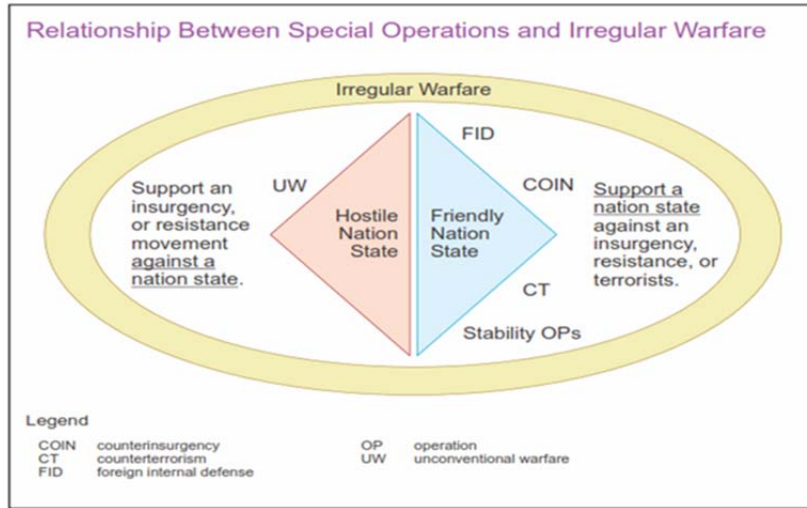 Relationship Between Special Operations and Irregular Warfare
Irregular Warfare
Support an
insurgency,
or resistance
movement
against a
nation state.
UW
Hostile
Nation
State
Friendly
Nation
State
FID
COIN
CT
Stability OPs
Support a
nation state
against an
insurgency,
resistance, or
terrorists.
Legend
COIN counterinsurgency
CT counterterrorism
FID foreign internal defense
OP operation
UW unconventional warfare